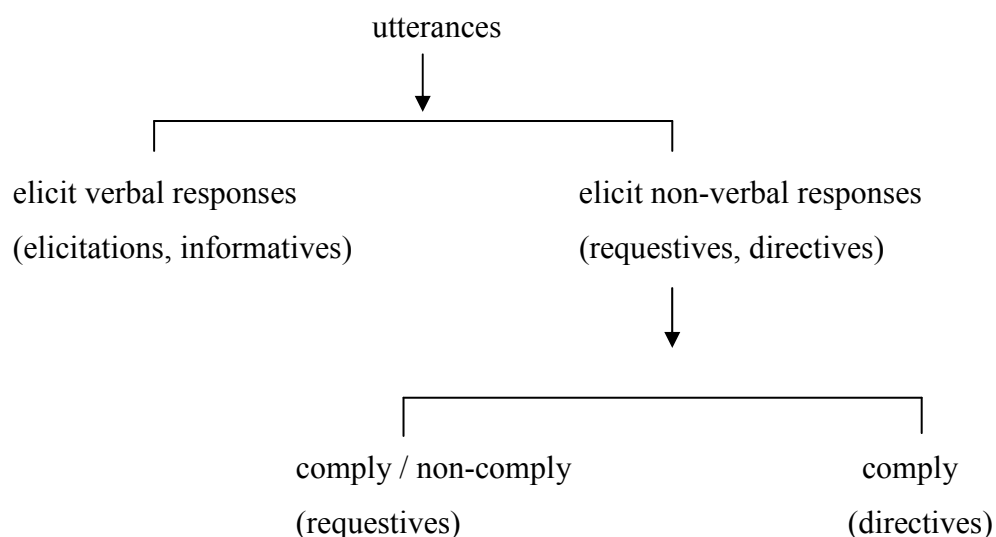 utterances
elicit verbal responses
(elicitations, informatives)
elicit non-verbal responses
(requestives, directives)
comply / non-comply
(requestives)
comply
(directives)